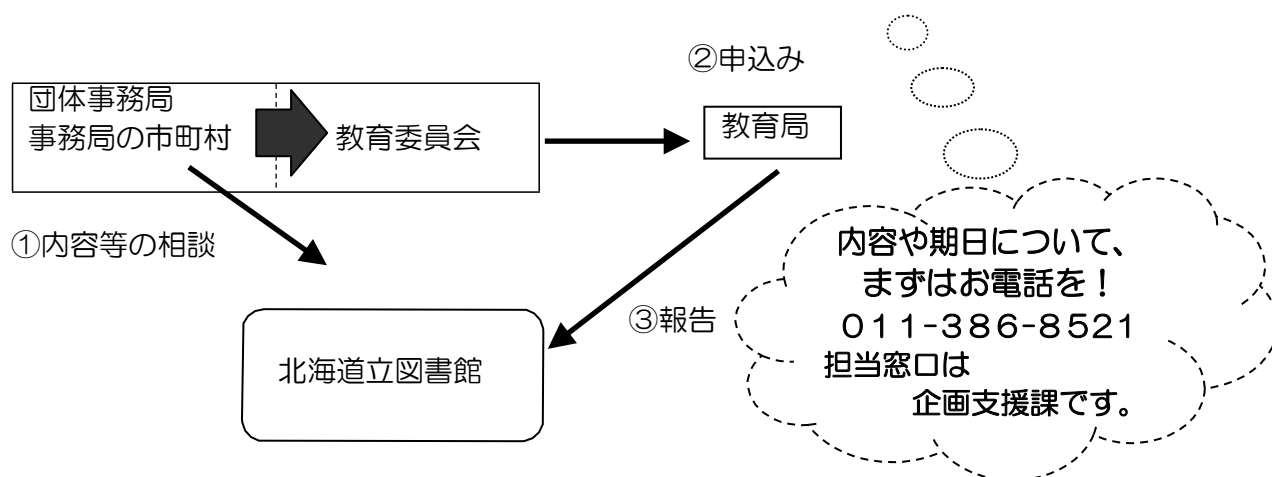 ②申込み
団体事務局
事務局の市町村
教育委員会
教育局
①内容等の相談
③報告
北海道立図書館
内容や期日について、
まずはお電話を！
０１１-３８６-８５２１
担当窓口は
企画支援課です。